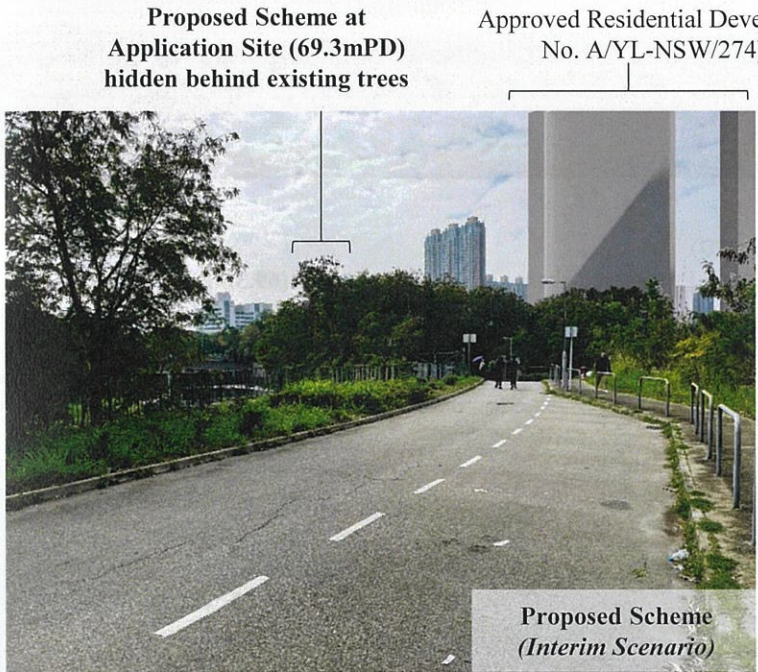 Proposed Scheme at
Application Site (69.3mPD)
hidden behind existing trees
Approved Residential Deve
No. A/YL-NSW/274
Proposed Scheme
(Interim Scenario)